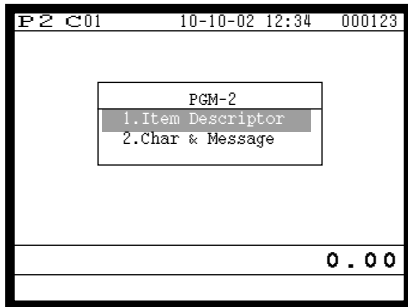 P2 C01 10-10-02 12:34 000123
PGM-2
1.Item Descriptor
2.Char & Message
0.00